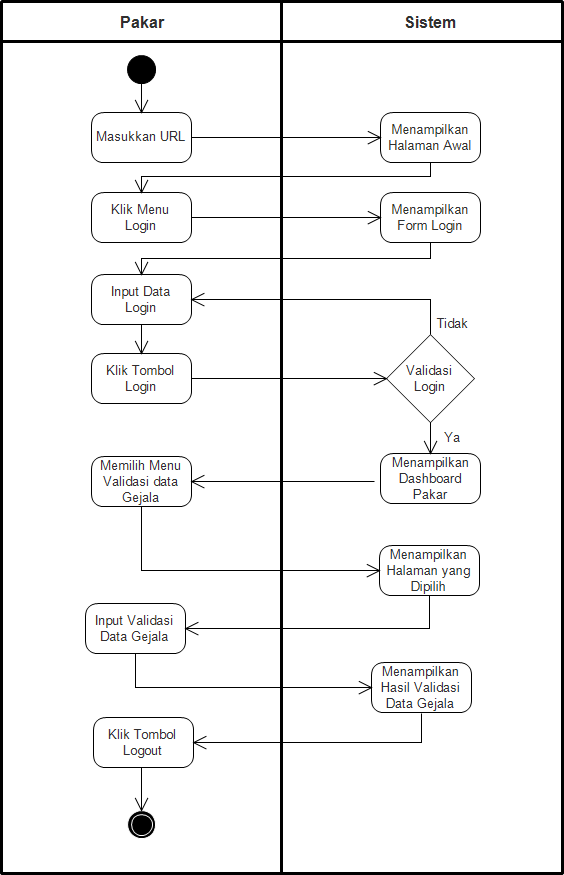 Pakar
Sistem
Masukkan URL
Menampilkan
Halaman Awal
Klik Menu
Login
Menampilkan
Form Login
Input Data
Login
Tidak
Klik Tombol
Login
Validasi
Login
Ya
Memilih Menu
Validasi data
Gejala
Menampilkan
Dashboard
Pakar
Menampilkan
Halaman yang
Dipilih
Input Validasi
Data Gejala
Menampilkan
Hasil Validasi
Data Gejala
Klik Tombol
Logout